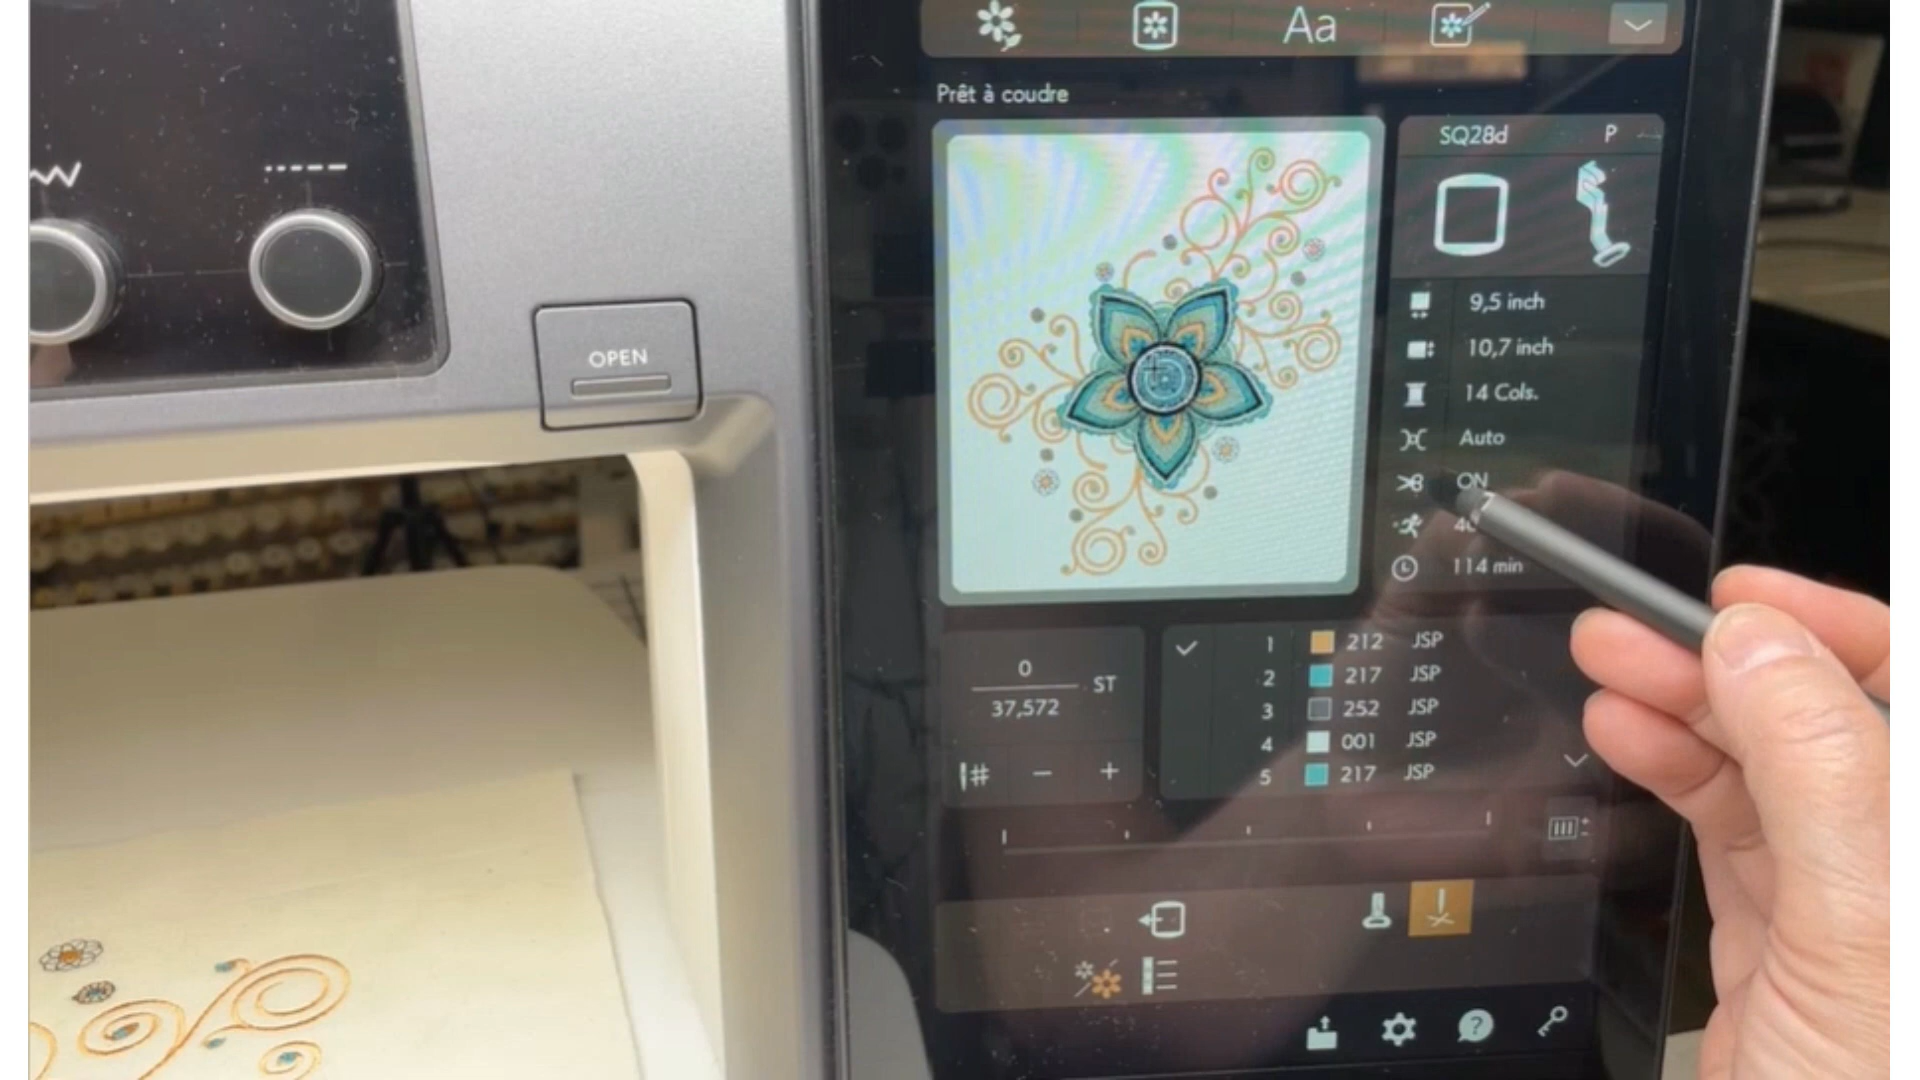 Aa
Prêt à coudre
SQ28d P
9,5 inch
10,7 inch
14 Cols.
Auto
ON
114 min
OPEN
0
37,572
ST
#
1 212 JSP
2 217 JSP
3 252 JSP
4 001 JSP
5 217 JSP